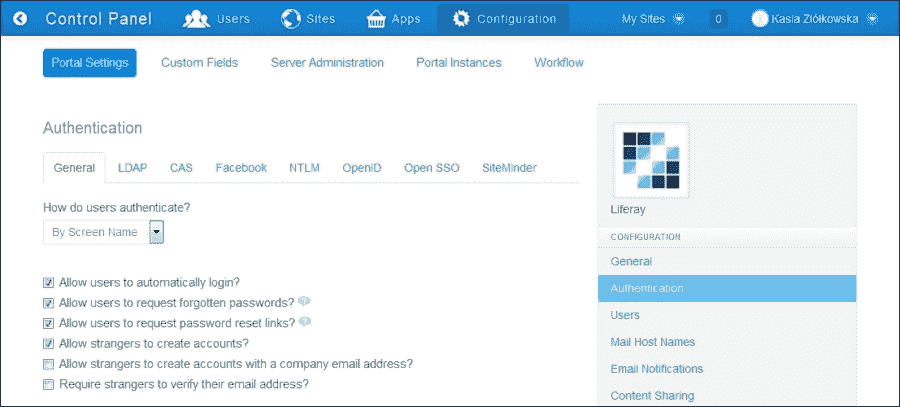 Control Panel Users Sites Apps Configuration My Sites 0 Kasia Ziółkowska
Portal Settings Custom Fields Server Administration Portal Instances Workflow
Authentication
General LDAP CAS Facebook NTLM OpenID Open SSO SiteMinder
How do users authenticate?
By Screen Name
Allow users to automatically login?
Allow users to request forgotten passwords?
Allow users to request password reset links?
Allow strangers to create accounts?
Allow strangers to create accounts with a company email address?
Require strangers to verify their email address?
Liferay
CONFIGURATION
General
Authentication
Users
Mail Host Names
Email Notifications
Content Sharing